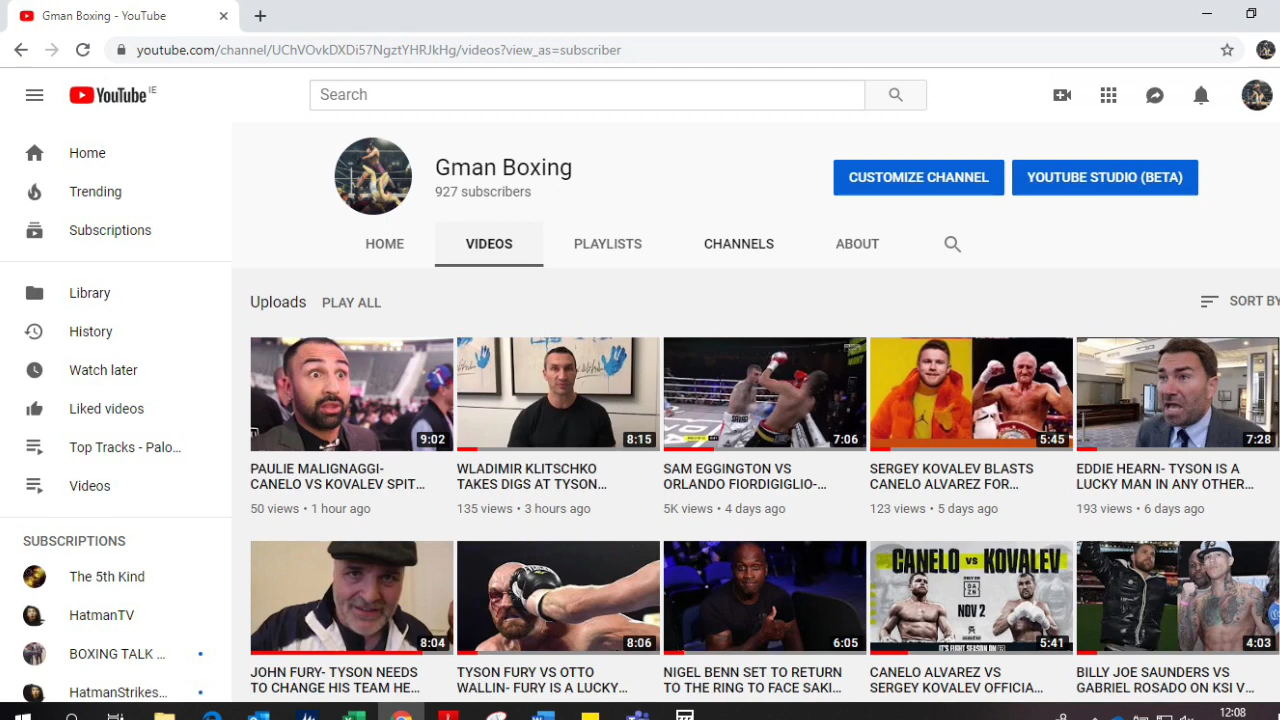 Gman Boxing - YouTube
youtube.com/channel/UChVOvkDXDi57NgztYHRJkHg/videos?view_as=subscriber
YouTube IE
Search
Home
Trending
Subscriptions
Library
History
Watch later
Liked videos
Top Tracks - Palo...
Videos
SUBSCRIPTIONS
The 5th Kind
HatmanTV
BOXING TALK ...
HatmanStrikes...
Gman Boxing
927 subscribers
CUSTOMIZE CHANNEL
YOUTUBE STUDIO (BETA)
HOME
VIDEOS
PLAYLISTS
CHANNELS
ABOUT
Uploads
PLAY ALL
SORT BY
9:02
PAULIE MALIGNAGGI-
CANELO VS KOVALEV SPIT...
50 views • 1 hour ago
8:15
WLADIMIR KLITSCHKO
TAKES DIGS AT TYSON...
135 views • 3 hours ago
7:06
SAM EGGINGTON VS
ORLANDO FIORDIGIGLIO-...
5K views • 4 days ago
5:45
SERGEY KOVALEV BLASTS
CANELO ALVAREZ FOR...
123 views • 5 days ago
7:28
EDDIE HEARN- TYSON IS A
LUCKY MAN IN ANY OTHER...
193 views • 6 days ago
8:04
JOHN FURY- TYSON NEEDS
TO CHANGE HIS TEAM HE...
8:06
TYSON FURY VS OTTO
WALLIN- FURY IS A LUCKY...
6:05
NIGEL BENN SET TO RETURN
TO THE RING TO FACE SAKI...
CANELO VS KOVALEV
DAZN
NOV 2
IT'S FIGHT SEASON ON
5:41
CANELO ALVAREZ VS
SERGEY KOVALEV OFFICIA...
4:03
BILLY JOE SAUNDERS VS
GABRIEL ROSADO ON KSI V...
12:08